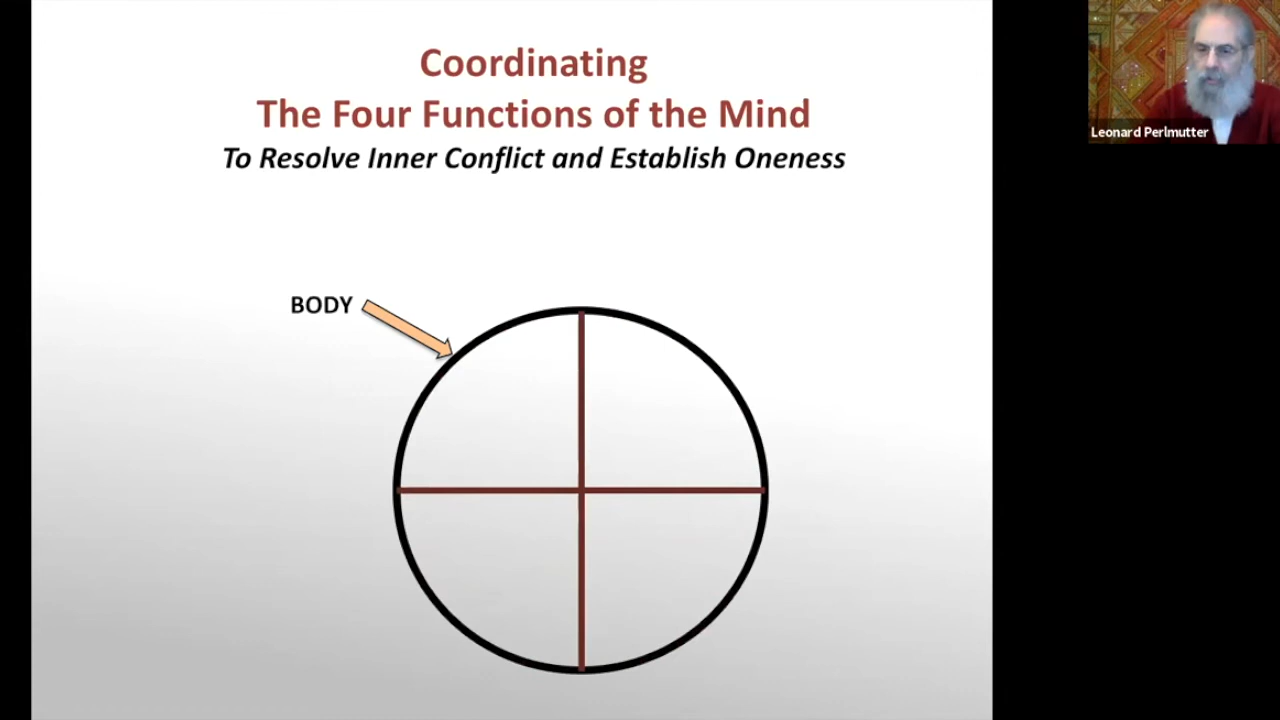 Coordinating
The Four Functions of the Mind
To Resolve Inner Conflict and Establish Oneness
BODY
Leonard Perlmutter